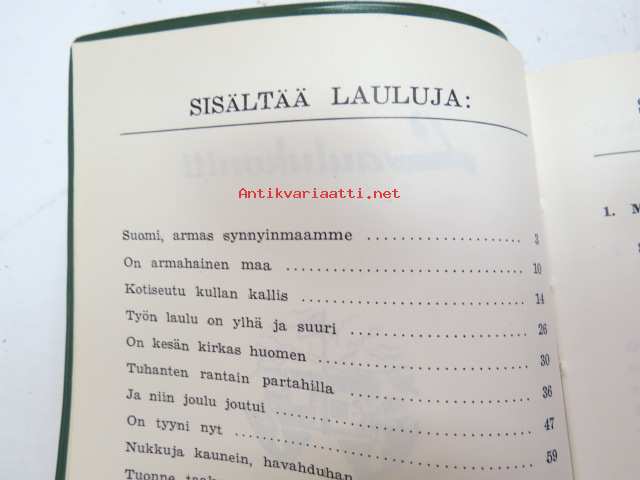 SISÄLTÄÄ LAULUJA:
Antikvariaatti.net
Suomi, armas synnyinmaamme 3
On armahainen maa 10
Kotiseutu kullan kallis 14
Työn laulu on ylhä ja suuri 26
On kesän kirkas huomen 30
Tuhanten rantain partahilla 36
Ja niin joulu joutui 47
On tyyni nyt
Nukkuja kaunein, havahduhan 59
Tuonne
1. M